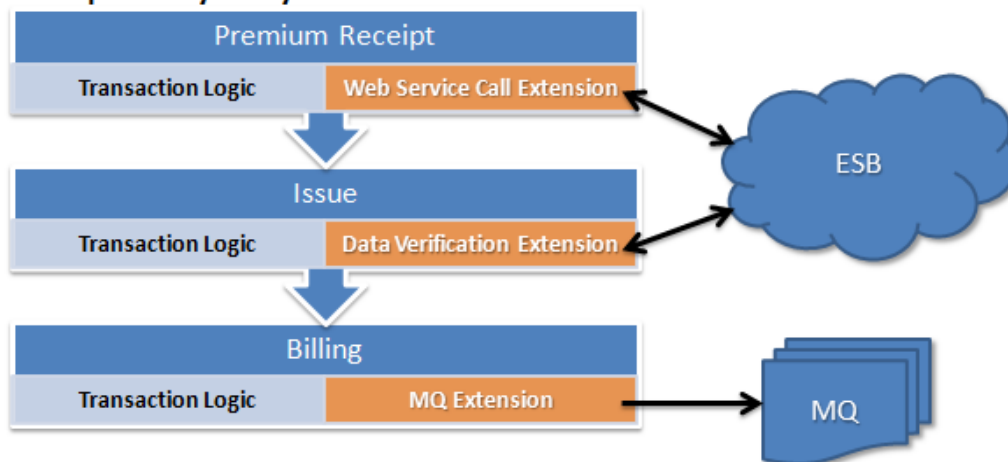 Premium Receipt
Transaction Logic Web Service Call Extension
ESB
Issue
Transaction Logic Data Verification Extension
Billing
Transaction Logic MQ Extension
MQ